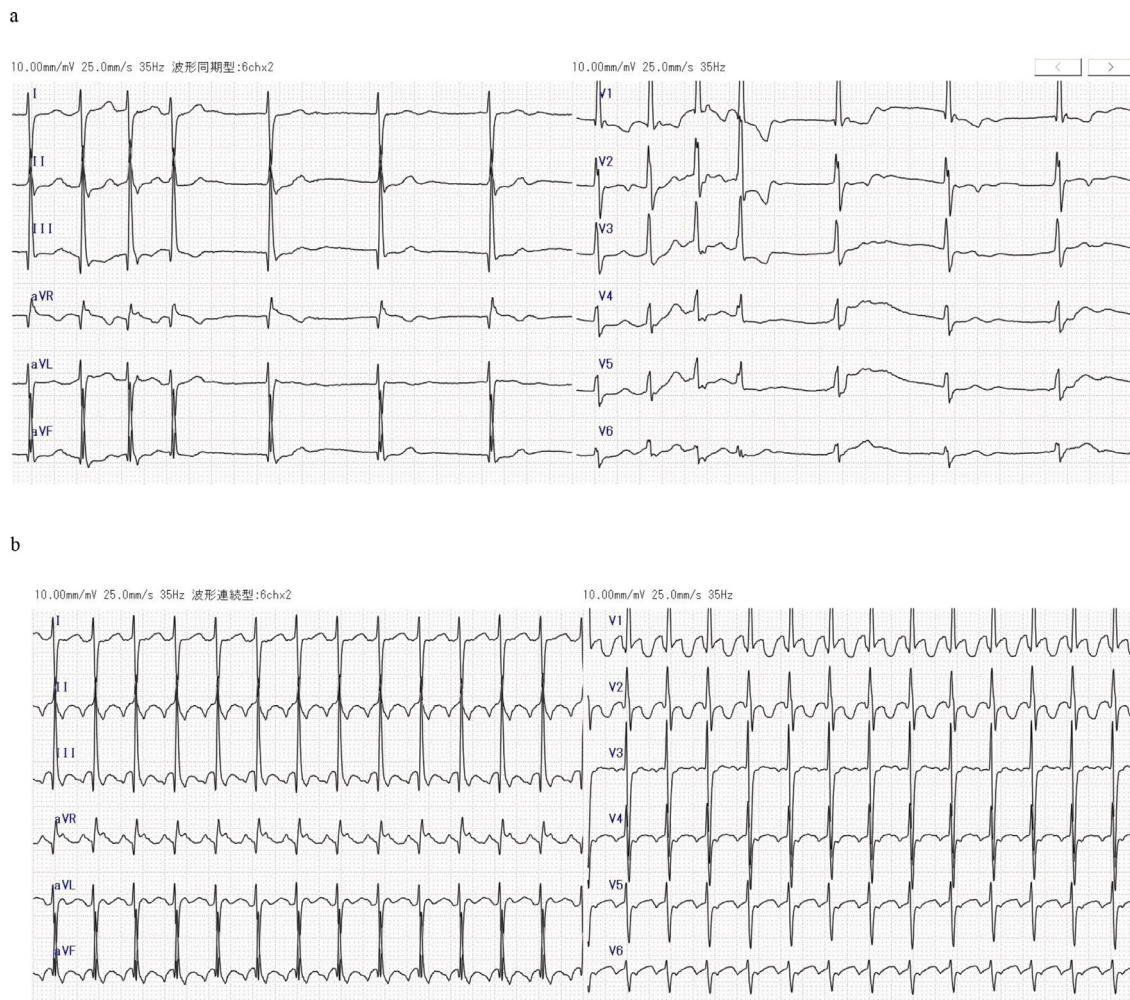 a
10.00mm/mV 25.0mm/s 35Hz 波形同期型:6chx2
10.00mm/mV 25.0mm/s 35Hz
< >
I
II
III
aVR
aVL
aVF
V1
V2
V3
V4
V5
V6
b
10.00mm/mV 25.0mm/s 35Hz 波形連続型:6chx2
10.00mm/mV 25.0mm/s 35Hz
I
II
III
aVR
aVL
aVF
V1
V2
V3
V4
V5
V6